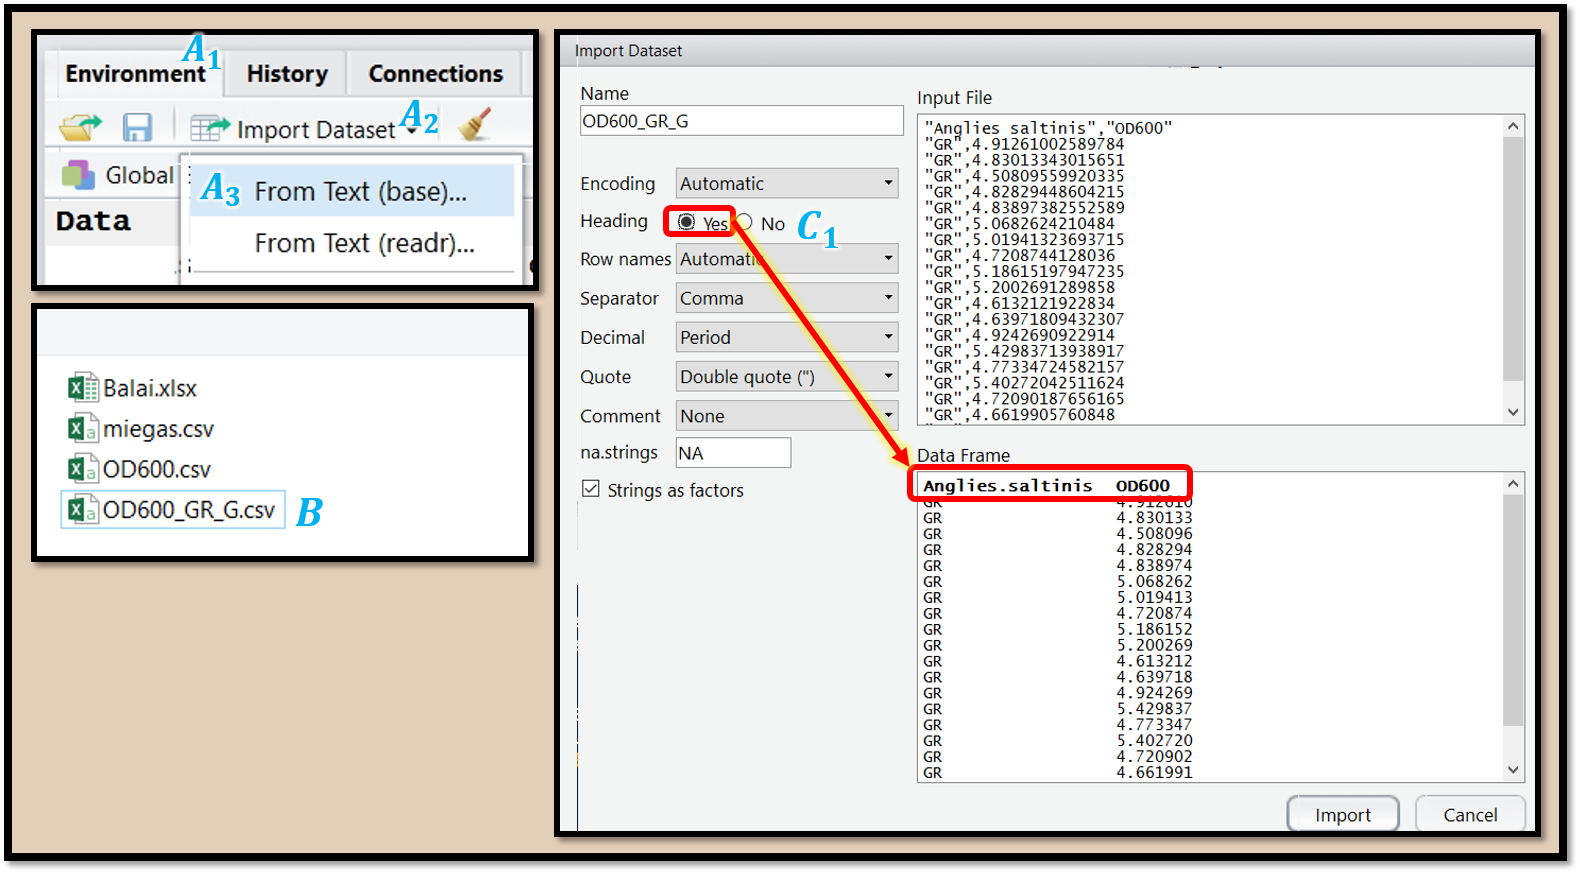 A1
Environment History Connections
Import Dataset A2
Global
A3 From Text (base)...
Data
From Text (readr)...
Balai.xlsx
miegas.csv
OD600.csv
OD600_GR_G.csv B
Import Dataset
Name
OD600_GR_G
Encoding Automatic
Heading Yes No C1
Row names Automatic
Separator Comma
Decimal Period
Quote Double quote (")
Comment None
na.strings NA
Strings as factors
Input File
"Anglies saltinis","OD600"
"GR",4.91261002589784
"GR",4.83013343015651
"GR",4.50809559920335
"GR",4.82829448604215
"GR",4.83897382552589
"GR",5.0682624210484
"GR",5.01941323693715
"GR",4.7208744128036
"GR",5.18615197947235
"GR",5.2002691289858
"GR",4.6132121922834
"GR",4.63971809432307
"GR",4.9242690922914
"GR",5.42983713938917
"GR",4.77334724582157
"GR",5.40272042511624
"GR",4.72090187656165
"GR",4.6619905760848
Data Frame
Anglies.saltinis OD600
GR 4.912610
GR 4.830133
GR 4.508096
GR 4.828294
GR 4.838974
GR 5.068262
GR 5.019413
GR 4.720874
GR 5.186152
GR 5.200269
GR 4.613212
GR 4.639718
GR 4.924269
GR 5.429837
GR 4.773347
GR 5.402720
GR 4.720902
GR 4.661991
Import Cancel